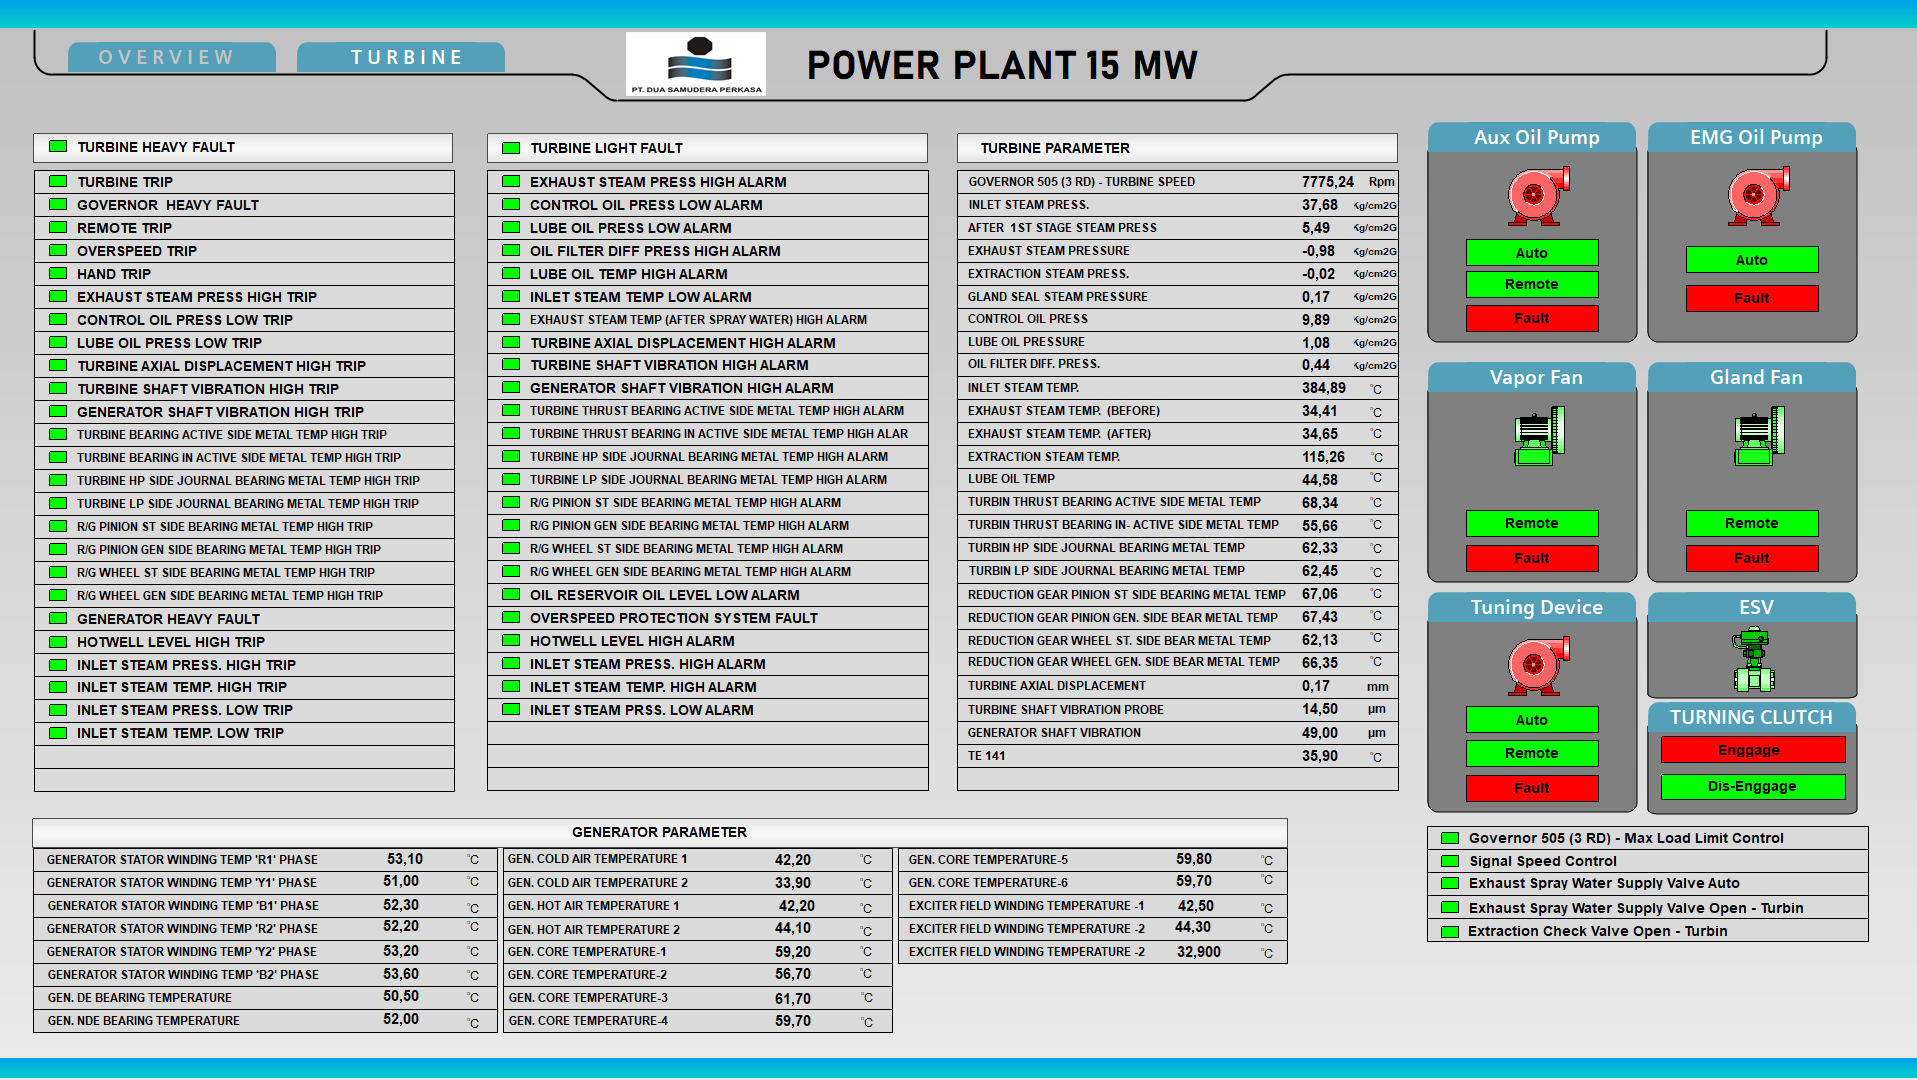 OVERVIEW
TURBINE
PT. DUA SAMUDERA PERKASA
POWER PLANT 15 MW
TURBINE HEAVY FAULT
TURBINE TRIP
GOVERNOR HEAVY FAULT
REMOTE TRIP
OVERSPEED TRIP
HAND TRIP
EXHAUST STEAM PRESS HIGH TRIP
CONTROL OIL PRESS LOW TRIP
LUBE OIL PRESS LOW TRIP
TURBINE AXIAL DISPLACEMENT HIGH TRIP
TURBINE SHAFT VIBRATION HIGH TRIP
GENERATOR SHAFT VIBRATION HIGH TRIP
TURBINE BEARING ACTIVE SIDE METAL TEMP HIGH TRIP
TURBINE BEARING IN ACTIVE SIDE METAL TEMP HIGH TRIP
TURBINE HP SIDE JOURNAL BEARING METAL TEMP HIGH TRIP
TURBINE LP SIDE JOURNAL BEARING METAL TEMP HIGH TRIP
R/G PINION ST SIDE BEARING METAL TEMP HIGH TRIP
R/G PINION GEN SIDE BEARING METAL TEMP HIGH TRIP
R/G WHEEL ST SIDE BEARING METAL TEMP HIGH TRIP
R/G WHEEL GEN SIDE BEARING METAL TEMP HIGH TRIP
GENERATOR HEAVY FAULT
HOTWELL LEVEL HIGH TRIP
INLET STEAM PRESS. HIGH TRIP
INLET STEAM TEMP. HIGH TRIP
INLET STEAM PRESS. LOW TRIP
INLET STEAM TEMP. LOW TRIP
TURBINE LIGHT FAULT
EXHAUST STEAM PRESS HIGH ALARM
CONTROL OIL PRESS LOW ALARM
LUBE OIL PRESS LOW ALARM
OIL FILTER DIFF PRESS HIGH ALARM
LUBE OIL TEMP HIGH ALARM
INLET STEAM TEMP LOW ALARM
EXHAUST STEAM TEMP (AFTER SPRAY WATER) HIGH ALARM
TURBINE AXIAL DISPLACEMENT HIGH ALARM
TURBINE SHAFT VIBRATION HIGH ALARM
GENERATOR SHAFT VIBRATION HIGH ALARM
TURBINE THRUST BEARING ACTIVE SIDE METAL TEMP HIGH ALARM
TURBINE THRUST BEARING IN ACTIVE SIDE METAL TEMP HIGH ALAR
TURBINE HP SIDE JOURNAL BEARING METAL TEMP HIGH ALARM
TURBINE LP SIDE JOURNAL BEARING METAL TEMP HIGH ALARM
R/G PINION ST SIDE BEARING METAL TEMP HIGH ALARM
R/G PINION GEN SIDE BEARING METAL TEMP HIGH ALARM
R/G WHEEL ST SIDE BEARING METAL TEMP HIGH ALARM
R/G WHEEL GEN SIDE BEARING METAL TEMP HIGH ALARM
OIL RESERVOIR OIL LEVEL LOW ALARM
OVERSPEED PROTECTION SYSTEM FAULT
HOTWELL LEVEL HIGH ALARM
INLET STEAM PRESS. HIGH ALARM
INLET STEAM TEMP. HIGH ALARM
INLET STEAM PRSS. LOW ALARM
TURBINE PARAMETER
GOVERNOR 505 (3 RD) - TURBINE SPEED 7775,24 Rpm
INLET STEAM PRESS. 37,68 Kg/cm2G
AFTER 1ST STAGE STEAM PRESS 5,49 Kg/cm2G
EXHAUST STEAM PRESSURE -0,98 Kg/cm2G
EXTRACTION STEAM PRESS. -0,02 Kg/cm2G
GLAND SEAL STEAM PRESSURE 0,17 Kg/cm2G
CONTROL OIL PRESS 9,89 Kg/cm2G
LUBE OIL PRESSURE 1,08 Kg/cm2G
OIL FILTER DIFF. PRESS. 0,44 Kg/cm2G
INLET STEAM TEMP. 384,89 °C
EXHAUST STEAM TEMP. (BEFORE) 34,41 °C
EXHAUST STEAM TEMP. (AFTER) 34,65 °C
EXTRACTION STEAM TEMP. 115,26 °C
LUBE OIL TEMP 44,58 °C
TURBIN THRUST BEARING ACTIVE SIDE METAL TEMP 68,34 °C
TURBIN THRUST BEARING IN- ACTIVE SIDE METAL TEMP 55,66 °C
TURBIN HP SIDE JOURNAL BEARING METAL TEMP 62,33 °C
TURBIN LP SIDE JOURNAL BEARING METAL TEMP 62,45 °C
REDUCTION GEAR PINION ST SIDE BEARING METAL TEMP 67,06 °C
REDUCTION GEAR PINION GEN. SIDE BEAR METAL TEMP 67,43 °C
REDUCTION GEAR WHEEL ST. SIDE BEAR METAL TEMP 62,13 °C
REDUCTION GEAR WHEEL GEN. SIDE BEAR METAL TEMP 66,35 °C
TURBINE AXIAL DISPLACEMENT 0,17 mm
TURBINE SHAFT VIBRATION PROBE 14,50 µm
GENERATOR SHAFT VIBRATION 49,00 µm
TE 141 35,90 °C
Aux Oil Pump
Auto
Remote
Fault
EMG Oil Pump
Auto
Fault
Vapor Fan
Remote
Fault
Gland Fan
Remote
Fault
Tuning Device
Auto
Remote
Fault
ESV
TURNING CLUTCH
Enggage
Dis-Enggage
Governor 505 (3 RD) - Max Load Limit Control
Signal Speed Control
Exhaust Spray Water Supply Valve Auto
Exhaust Spray Water Supply Valve Open - Turbin
Extraction Check Valve Open - Turbin
GENERATOR PARAMETER
GENERATOR STATOR WINDING TEMP 'R1' PHASE 53,10 °C
GENERATOR STATOR WINDING TEMP 'Y1' PHASE 51,00 °C
GENERATOR STATOR WINDING TEMP 'B1' PHASE 52,30 °C
GENERATOR STATOR WINDING TEMP 'R2' PHASE 52,20 °C
GENERATOR STATOR WINDING TEMP 'Y2' PHASE 53,20 °C
GENERATOR STATOR WINDING TEMP 'B2' PHASE 53,60 °C
GEN. DE BEARING TEMPERATURE 50,50 °C
GEN. NDE BEARING TEMPERATURE 52,00 °C
GEN. COLD AIR TEMPERATURE 1 42,20 °C
GEN. COLD AIR TEMPERATURE 2 33,90 °C
GEN. HOT AIR TEMPERATURE 1 42,20 °C
GEN. HOT AIR TEMPERATURE 2 44,10 °C
GEN. CORE TEMPERATURE-1 59,20 °C
GEN. CORE TEMPERATURE-2 56,70 °C
GEN. CORE TEMPERATURE-3 61,70 °C
GEN. CORE TEMPERATURE-4 59,70 °C
GEN. CORE TEMPERATURE-5 59,80 °C
GEN. CORE TEMPERATURE-6 59,70 °C
EXCITER FIELD WINDING TEMPERATURE -1 42,50 °C
EXCITER FIELD WINDING TEMPERATURE -2 44,30 °C
EXCITER FIELD WINDING TEMPERATURE -2 32,900 °C